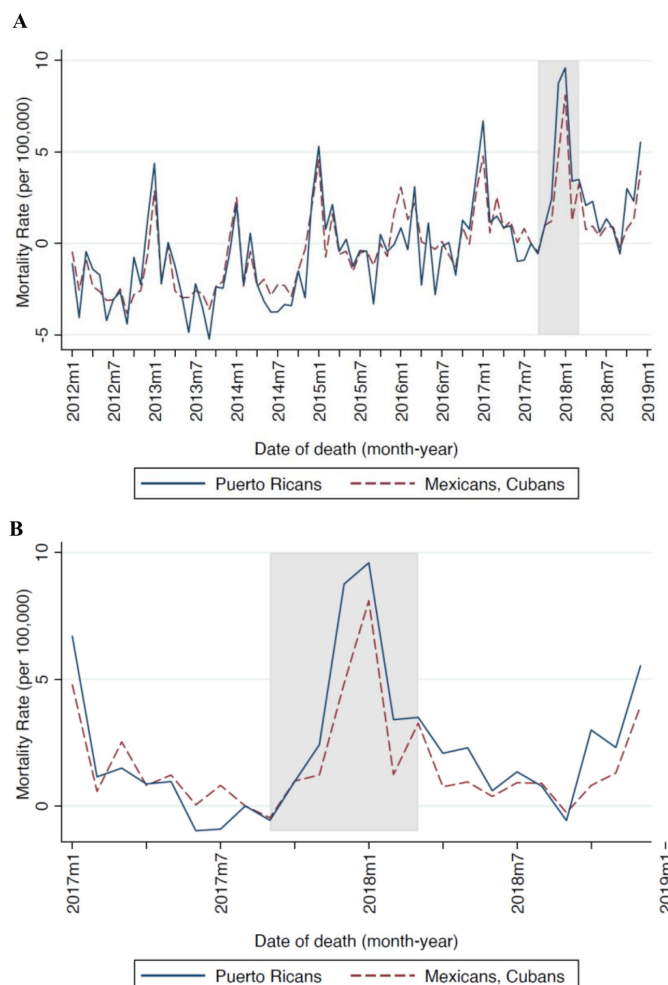 A
Mortality Rate (per 100,000)
10
5
0
-5
2012m1
2012m7
2013m1
2013m7
2014m1
2014m7
2015m1
2015m7
2016m1
2016m7
2017m1
2017m7
2018m1
2018m7
2019m1
Date of death (month-year)
Puerto Ricans
Mexicans, Cubans
B
Mortality Rate (per 100,000)
10
5
0
2017m1
2017m7
2018m1
2018m7
2019m1
Date of death (month-year)
Puerto Ricans
Mexicans, Cubans